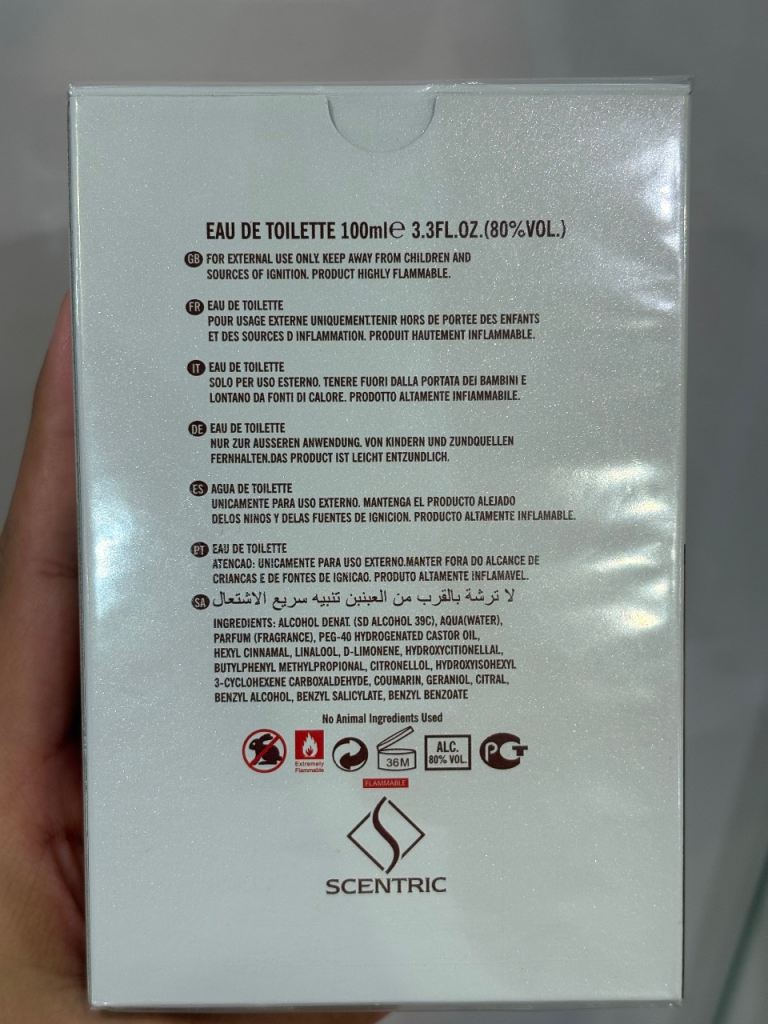 EAU DE TOILETTE 100ml℮ 3.3FL.OZ.(80%VOL.)
GB FOR EXTERNAL USE ONLY. KEEP AWAY FROM CHILDREN AND
SOURCES OF IGNITION. PRODUCT HIGHLY FLAMMABLE.
FR EAU DE TOILETTE
POUR USAGE EXTERNE UNIQUEMENT.TENIR HORS DE PORTEE DES ENFANTS
ET DES SOURCES D INFLAMMATION. PRODUIT HAUTEMENT INFLAMMABLE.
IT EAU DE TOILETTE
SOLO PER USO ESTERNO. TENERE FUORI DALLA PORTATA DEI BAMBINI E
LONTANO DA FONTI DI CALORE. PRODOTTO ALTAMENTE INFIAMMABILE.
DE EAU DE TOILETTE
NUR ZUR AUSSEREN ANWENDUNG. VON KINDERN UND ZUNDQUELLEN
FERNHALTEN.DAS PRODUCT IST LEICHT ENTZUNDLICH.
ES AGUA DE TOILETTE
UNICAMENTE PARA USO EXTERNO. MANTENGA EL PRODUCTO ALEJADO
DELOS NINOS Y DELAS FUENTES DE IGNICION. PRODUCTO ALTAMENTE INFLAMABLE.
PT EAU DE TOILETTE
ATENCAO: UNICAMENTE PARA USO EXTERNO.MANTER FORA DO ALCANCE DE
CRIANCAS E DE FONTES DE IGNICAO. PRODUTO ALTAMENTE INFLAMAVEL.
SA لا ترشة بالقرب من العينين تنبيه سريع الاشتعال
INGREDIENTS: ALCOHOL DENAT. (SD ALCOHOL 39C), AQUA(WATER),
PARFUM (FRAGRANCE), PEG-40 HYDROGENATED CASTOR OIL,
HEXYL CINNAMAL, LINALOOL, D-LIMONENE, HYDROXYCITIONELLAL,
BUTYLPHENYL METHYLPROPIONAL, CITRONELLOL, HYDROXYISOHEXYL
3-CYCLOHEXENE CARBOXALDEHYDE, COUMARIN, GERANIOL, CITRAL,
BENZYL ALCOHOL, BENZYL SALICYLATE, BENZYL BENZOATE
No Animal Ingredients Used
Extremely
Flammable
36M
ALC.
80% VOL.
PCT
FLAMMABLE
SCENTRIC